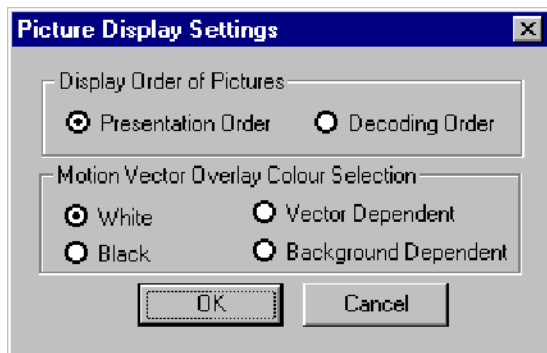 Picture Display Settings
Display Order of Pictures
Presentation Order Decoding Order
Motion Vector Overlay Colour Selection
White Vector Dependent
Black Background Dependent
OK Cancel